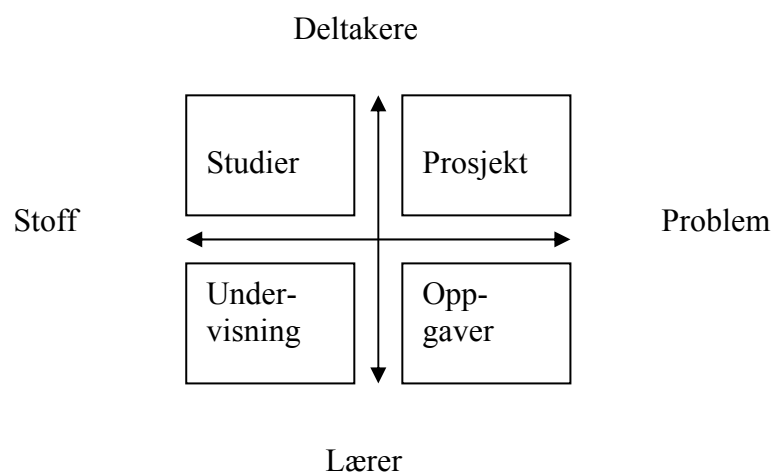 Deltakere
Studier
Prosjekt
Stoff
Problem
Under-
visning
Opp-
gaver
Lærer